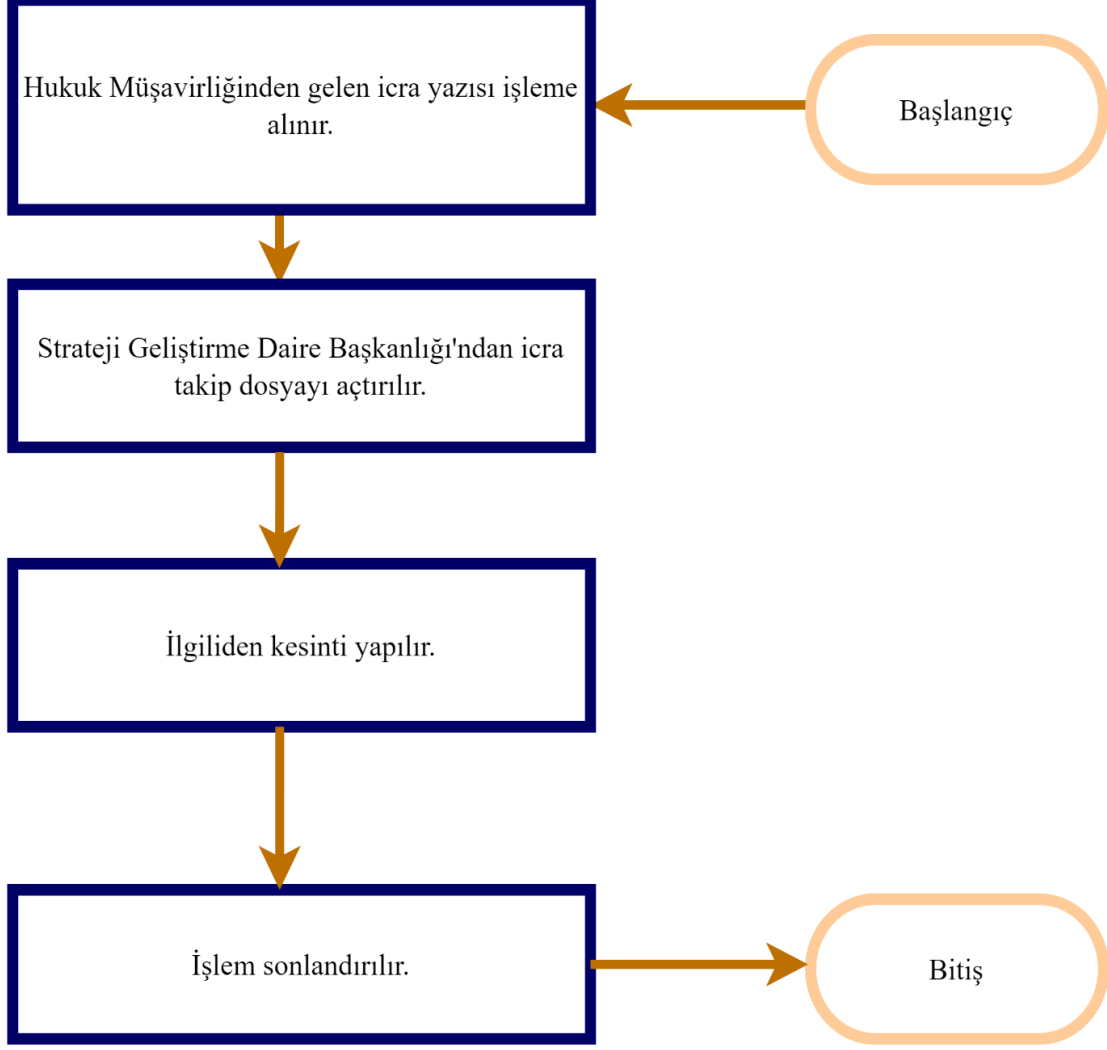 Başlangıç
Hukuk Müşavirliğinden gelen icra yazısı işleme
alınır.
Strateji Geliştirme Daire Başkanlığı'ndan icra
takip dosyayı açtırılır.
İlgiliden kesinti yapılır.
İşlem sonlandırılır.
Bitiş